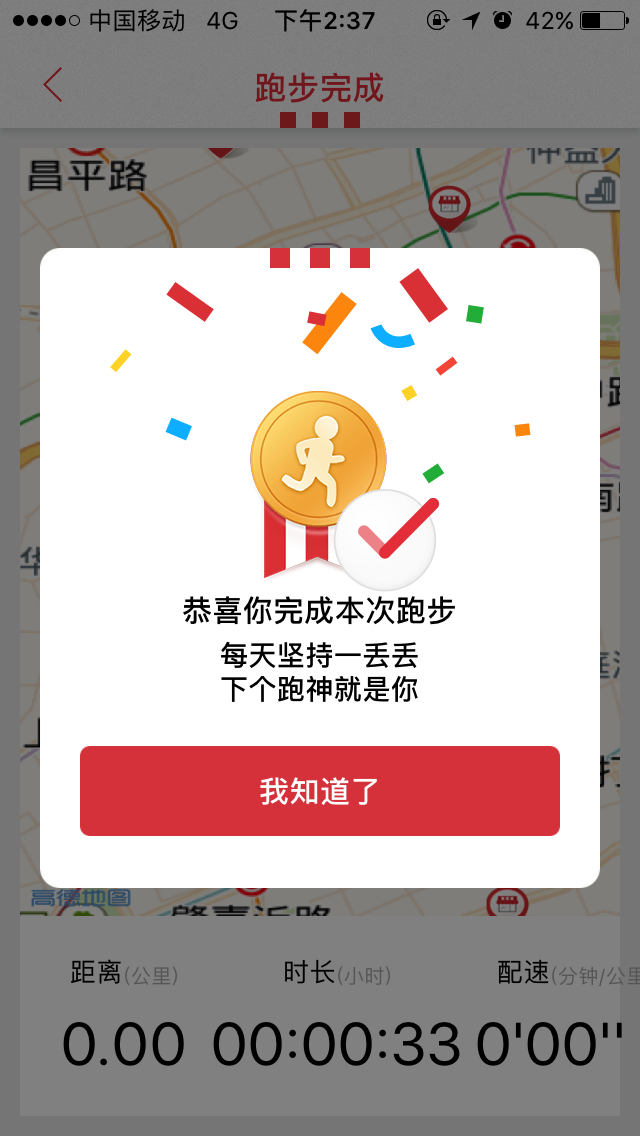 中国移动 4G 下午2:37 42%
跑步完成
昌平路
恭喜你完成本次跑步
每天坚持一丢丢
下个跑神就是你
我知道了
高德地图
距离(公里) 时长(小时) 配速(分钟/公里
0.00 00:00:33 0'00''